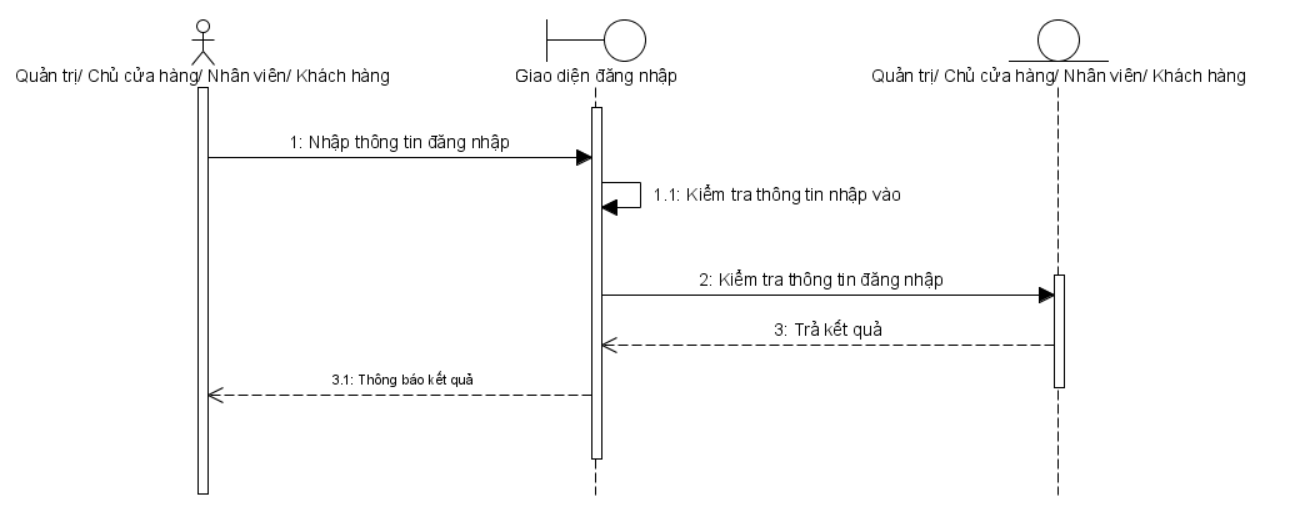 Quản trị/ Chủ cửa hàng/ Nhân viên/ Khách hàng
Giao diện đăng nhập
Quản trị/ Chủ cửa hàng/ Nhân viên/ Khách hàng
1: Nhập thông tin đăng nhập
1.1: Kiểm tra thông tin nhập vào
2: Kiểm tra thông tin đăng nhập
3: Trả kết quả
3.1: Thông báo kết quả